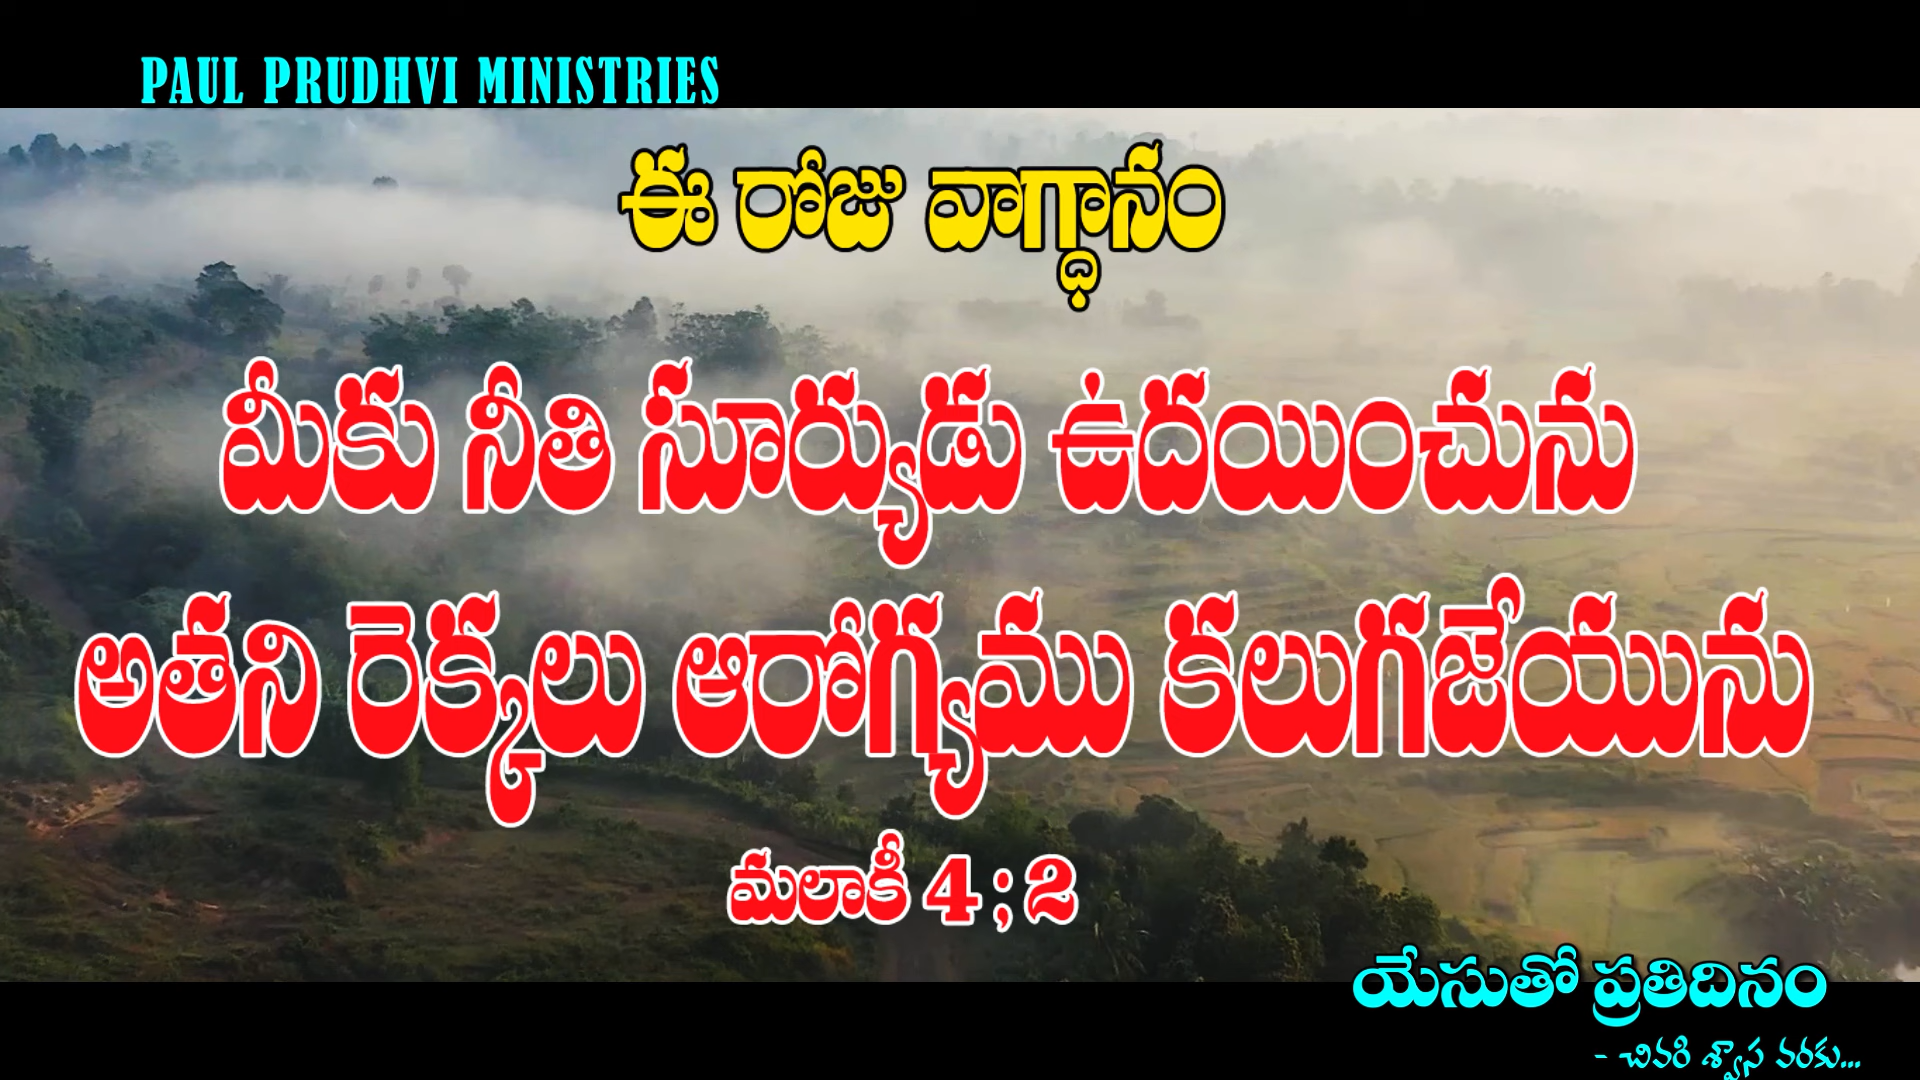 PAUL PRUDHVI MINISTRIES
ఈ రోజు వాగ్ధానం
మీకు నీతి సూర్యుడు ఉదయించును
అతని రెక్కలు ఆరోగ్యము కలుగజేయును
మలాకీ 4 ; 2
యేసుతో ప్రతిదినం
- చివరి శ్వాస వరకు...